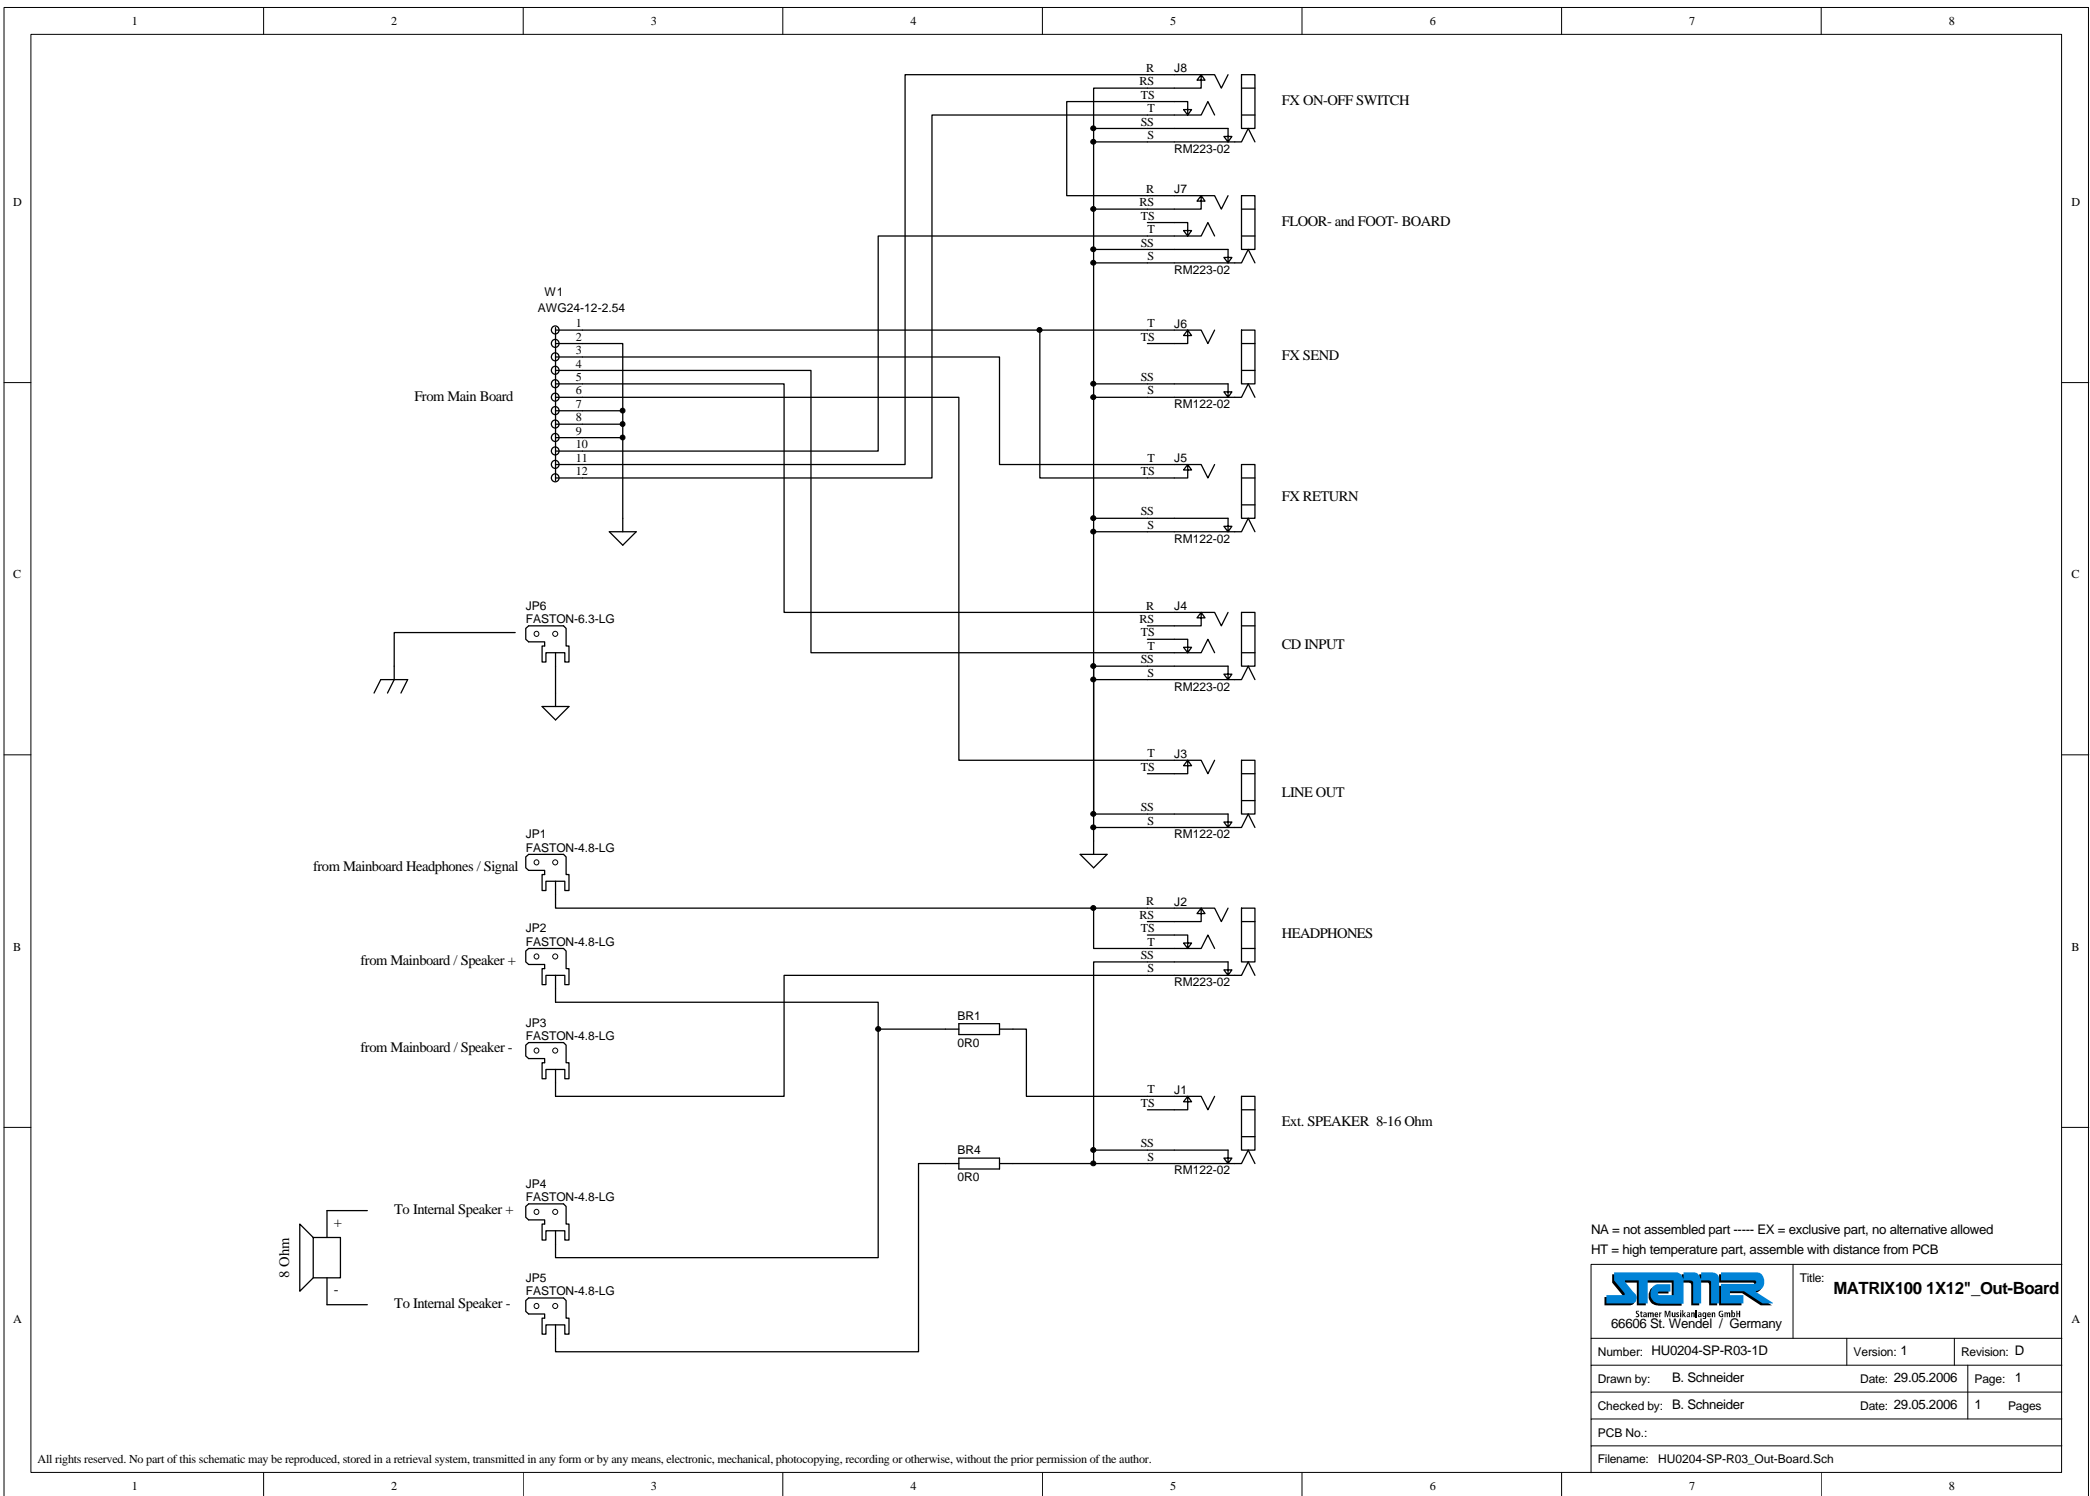 1 2 3 4 5 6 7 8
R J8
RS
TS
T
SS
S
RM223-02
FX ON-OFF SWITCH
D D
R J7
RS
TS
T
SS
S
RM223-02
FLOOR- and FOOT- BOARD
W1
AWG24-12-2.54
1
2
3
4
5
6
7
8
9
10
11
12
From Main Board
T J6
TS
SS
S
RM122-02
FX SEND
T J5
TS
SS
S
RM122-02
FX RETURN
C C
JP6
FASTON-6.3-LG
R J4
RS
TS
T
SS
S
RM223-02
CD INPUT
T J3
TS
SS
S
RM122-02
LINE OUT
JP1
FASTON-4.8-LG
from Mainboard Headphones / Signal
R J2
RS
TS
T
SS
S
RM223-02
HEADPHONES
B B
JP2
FASTON-4.8-LG
from Mainboard / Speaker +
JP3
FASTON-4.8-LG
from Mainboard / Speaker -
BR1
0R0
T J1
TS
SS
S
RM122-02
Ext. SPEAKER 8-16 Ohm
BR4
0R0
JP4
FASTON-4.8-LG
To Internal Speaker +
+
8 Ohm
-
JP5
FASTON-4.8-LG
To Internal Speaker -
A A
NA = not assembled part ----- EX = exclusive part, no alternative allowed
HT = high temperature part, assemble with distance from PCB
STAMER
Stamer Musikanlagen GmbH
66606 St. Wendel / Germany
Title: MATRIX100 1X12"_Out-Board
Number: HU0204-SP-R03-1D Version: 1 Revision: D
Drawn by: B. Schneider Date: 29.05.2006 Page: 1
Checked by: B. Schneider Date: 29.05.2006 1 Pages
PCB No.:
Filename: HU0204-SP-R03_Out-Board.Sch
All rights reserved. No part of this schematic may be reproduced, stored in a retrieval system, transmitted in any form or by any means, electronic, mechanical, photocopying, recording or otherwise, without the prior permission of the author.
1 2 3 4 5 6 7 8